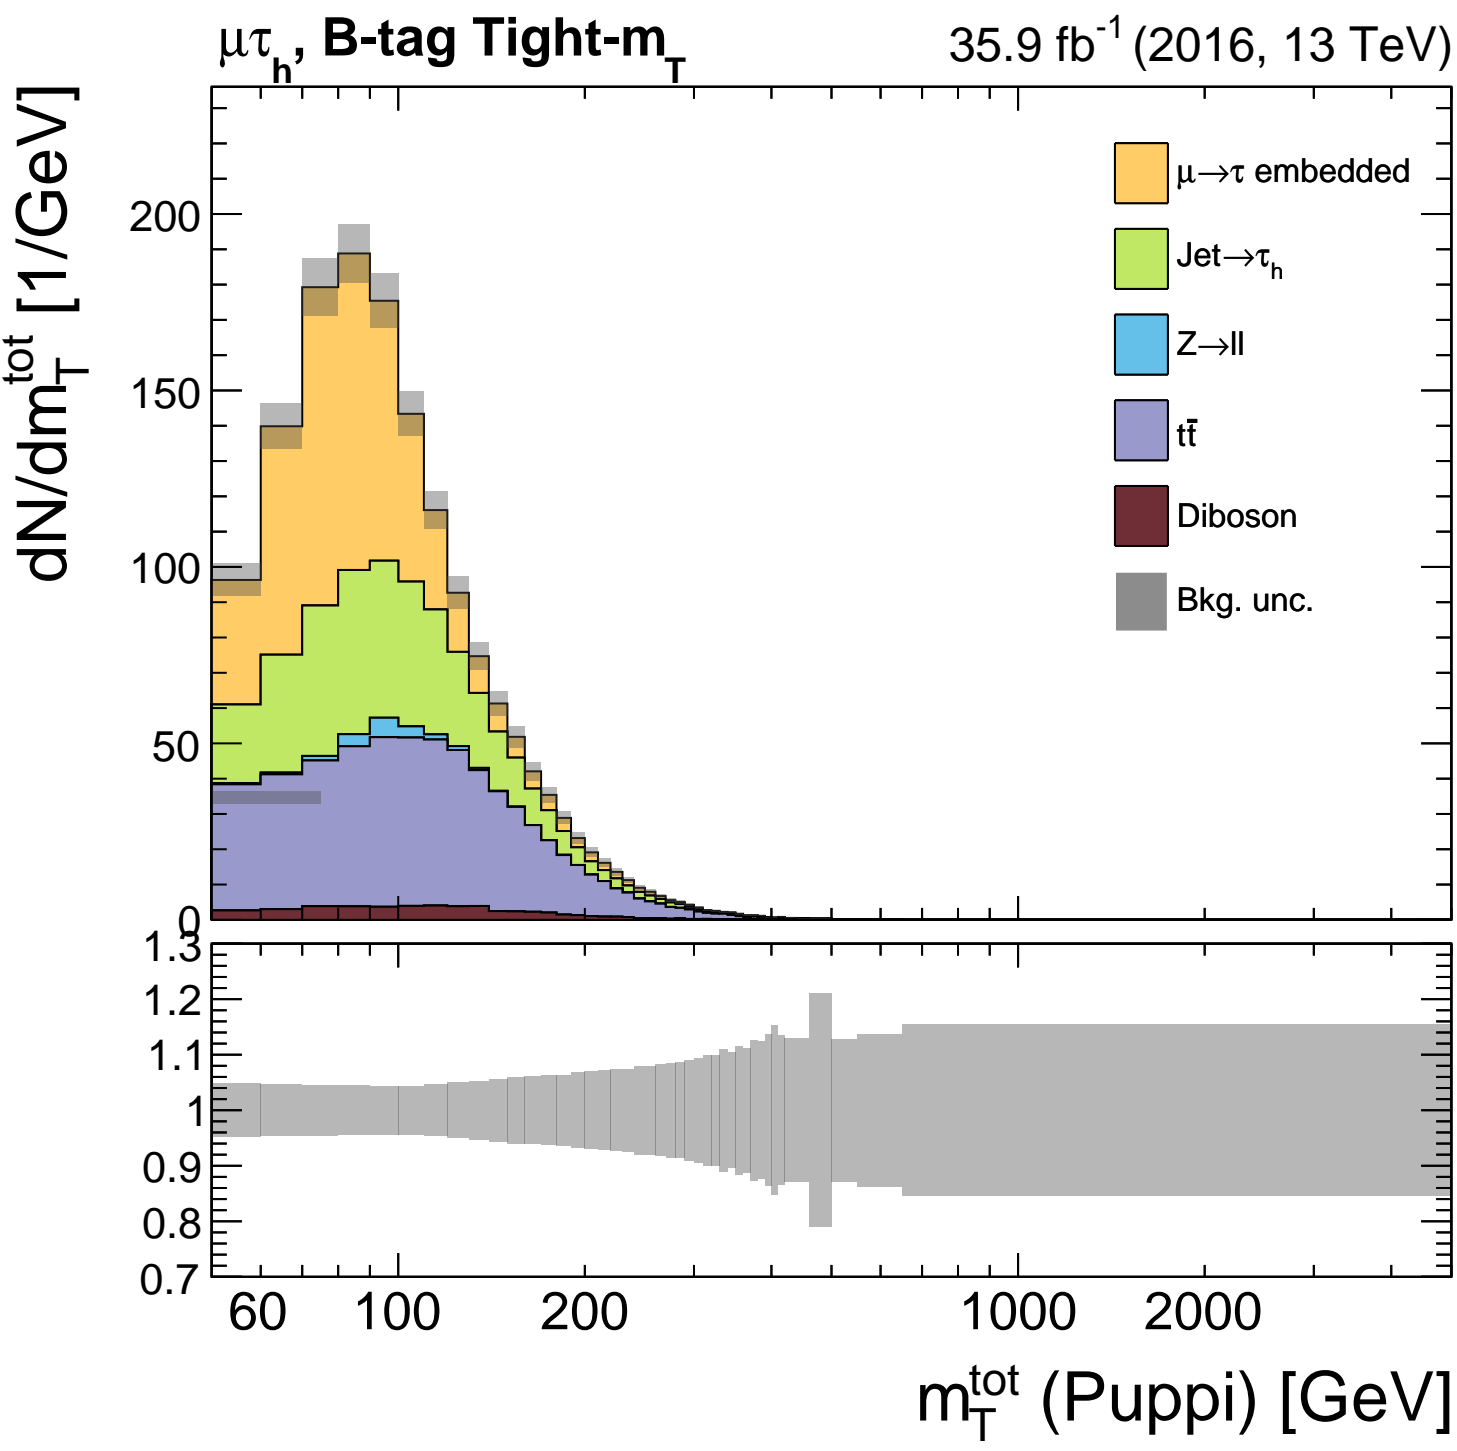 μτh, B-tag Tight-mT
35.9 fb-1 (2016, 13 TeV)
dN/dmTtot [1/GeV]
200
150
100
50
0
μ→τ embedded
Jet→τh
Z→ll
tt̄
Diboson
Bkg. unc.
1.3
1.2
1.1
1
0.9
0.8
0.7
60 100 200 1000 2000
mTtot (Puppi) [GeV]